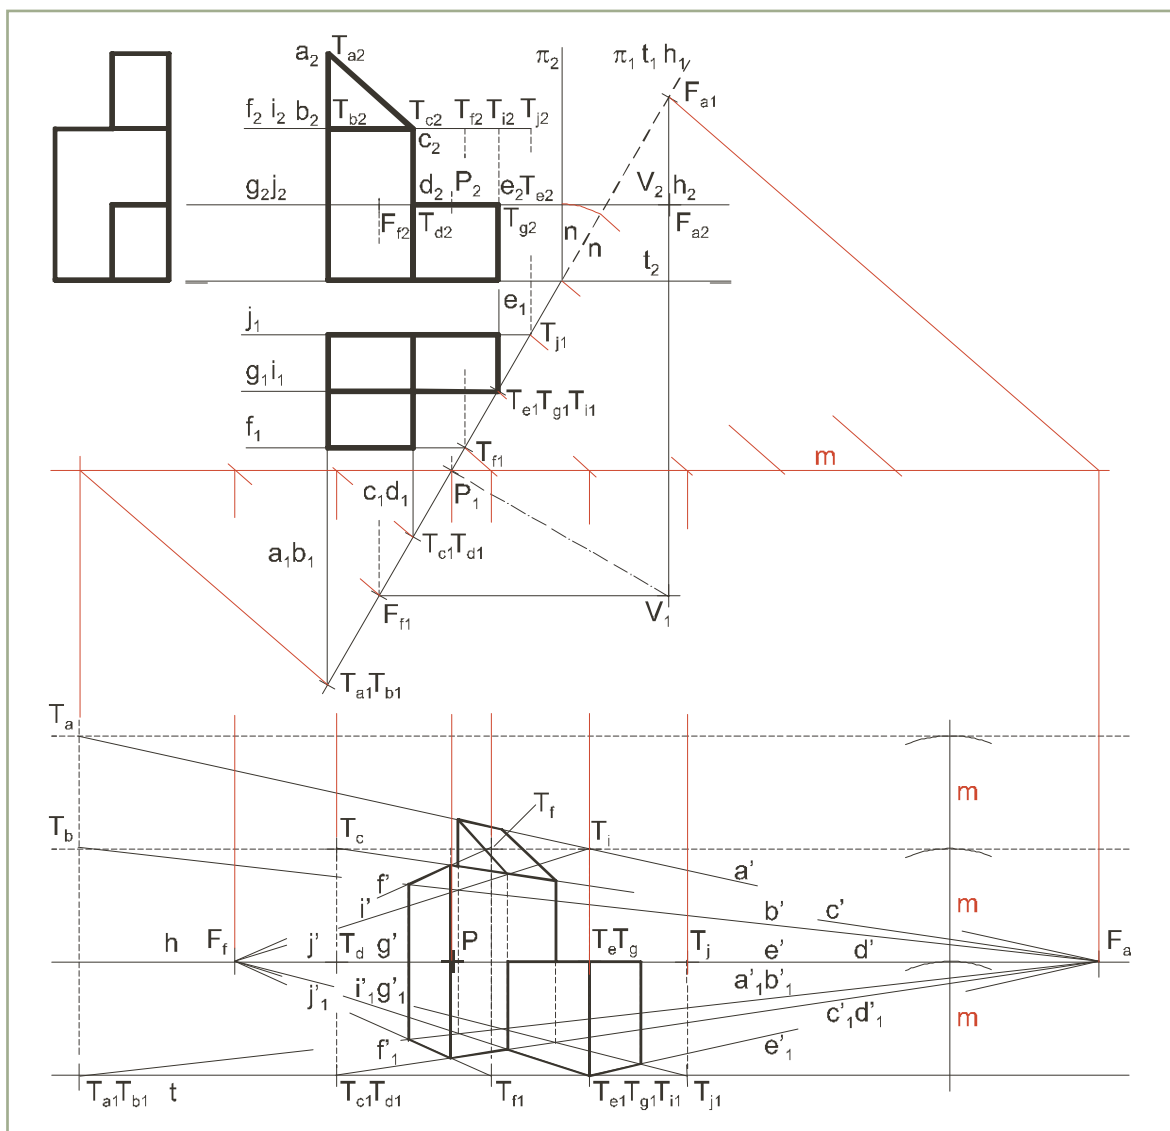 a2 Ta2 π2 π1 t1 h1
Fa1
f2 i2 b2 Tb2 Tc2 Tf2 Ti2 Tj2
c2
g2j2 d2 P2 e2Te2 V2 h2
Ff2 Td2 Tg2 Fa2
n
n
t2
e1
j1 Tj1
g1i1 Te1Tg1Ti1
f1 Tf1
m
c1d1 P1
Tc1Td1
a1b1
Ff1 V1
Ta1Tb1
Ta
m
Tf
Tb Tc Ti
a'
f'
i' b' c' m
h Ff j' Td g' P TeTg Tj e' d' Fa
j'1 i'1g'1 a'1b'1
c'1d'1 m
f'1 e'1
Ta1Tb1 t Tc1Td1 Tf1 Te1Tg1Ti1 Tj1